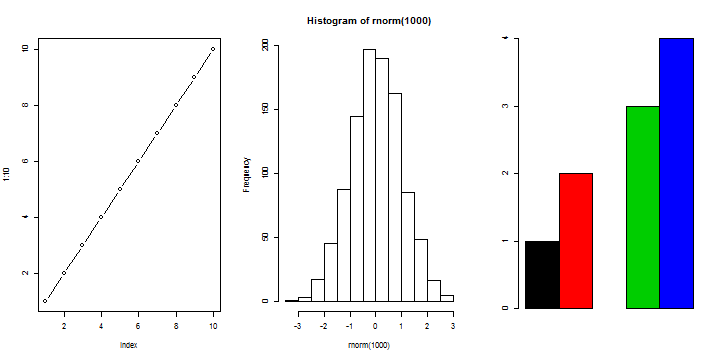 10
8
6
4
2
1:10
2 4 6 8 10
Index
Histogram of rnorm(1000)
200
150
100
50
0
Frequency
-3 -2 -1 0 1 2 3
rnorm(1000)
4
3
2
1
0